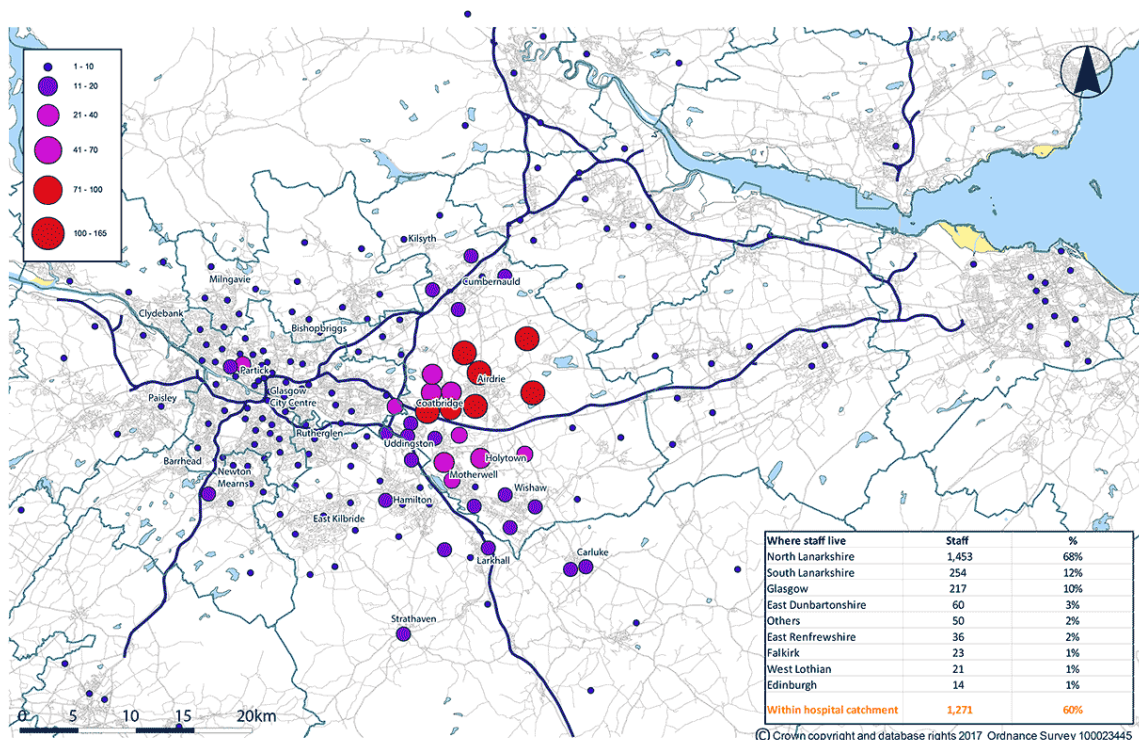 1 - 10
11 - 20
21 - 40
41 - 70
71 - 100
100 - 165
Kilsyth
Cumbernauld
Milngavie
Clydebank
Bishopbriggs
Partick
Airdrie
Glasgow
City Centre
Coatbridge
Paisley
Rutherglen
Uddingston
Barrhead
Holytown
Newton
Mearns
Motherwell
Wishaw
Hamilton
East Kilbride
Carluke
Larkhall
Strathaven
0 5 10 15 20km
Where staff live Staff %
North Lanarkshire 1,453 68%
South Lanarkshire 254 12%
Glasgow 217 10%
East Dunbartonshire 60 3%
Others 50 2%
East Renfrewshire 36 2%
Falkirk 23 1%
West Lothian 21 1%
Edinburgh 14 1%
Within hospital catchment 1,271 60%
(C) Crown copyright and database rights 2017 Ordnance Survey 100023445